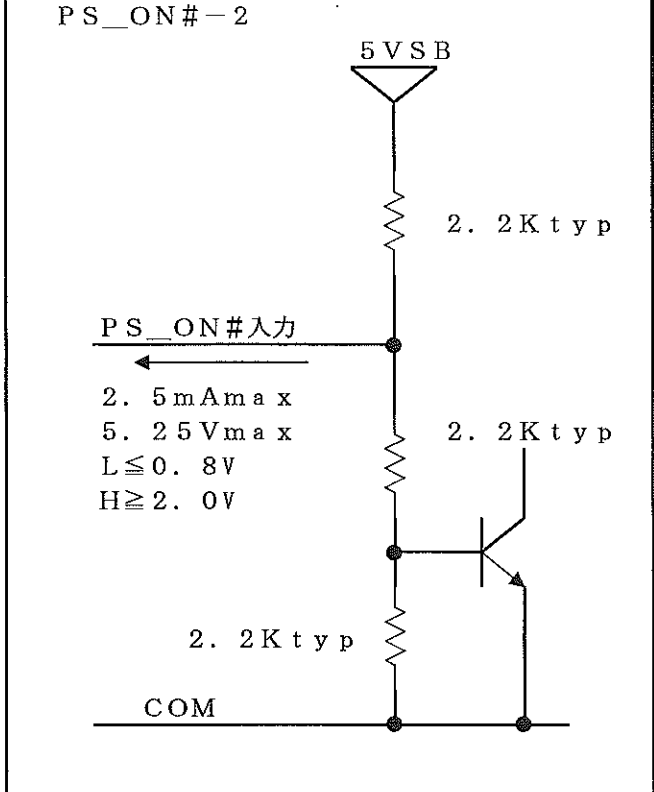 PS_ON#－2
5VSB
2．2Ktyp
PS_ON#入力
2．5mAmax
5．25Vmax
L≦0．8V
H≧2．0V
2．2Ktyp
2．2Ktyp
COM